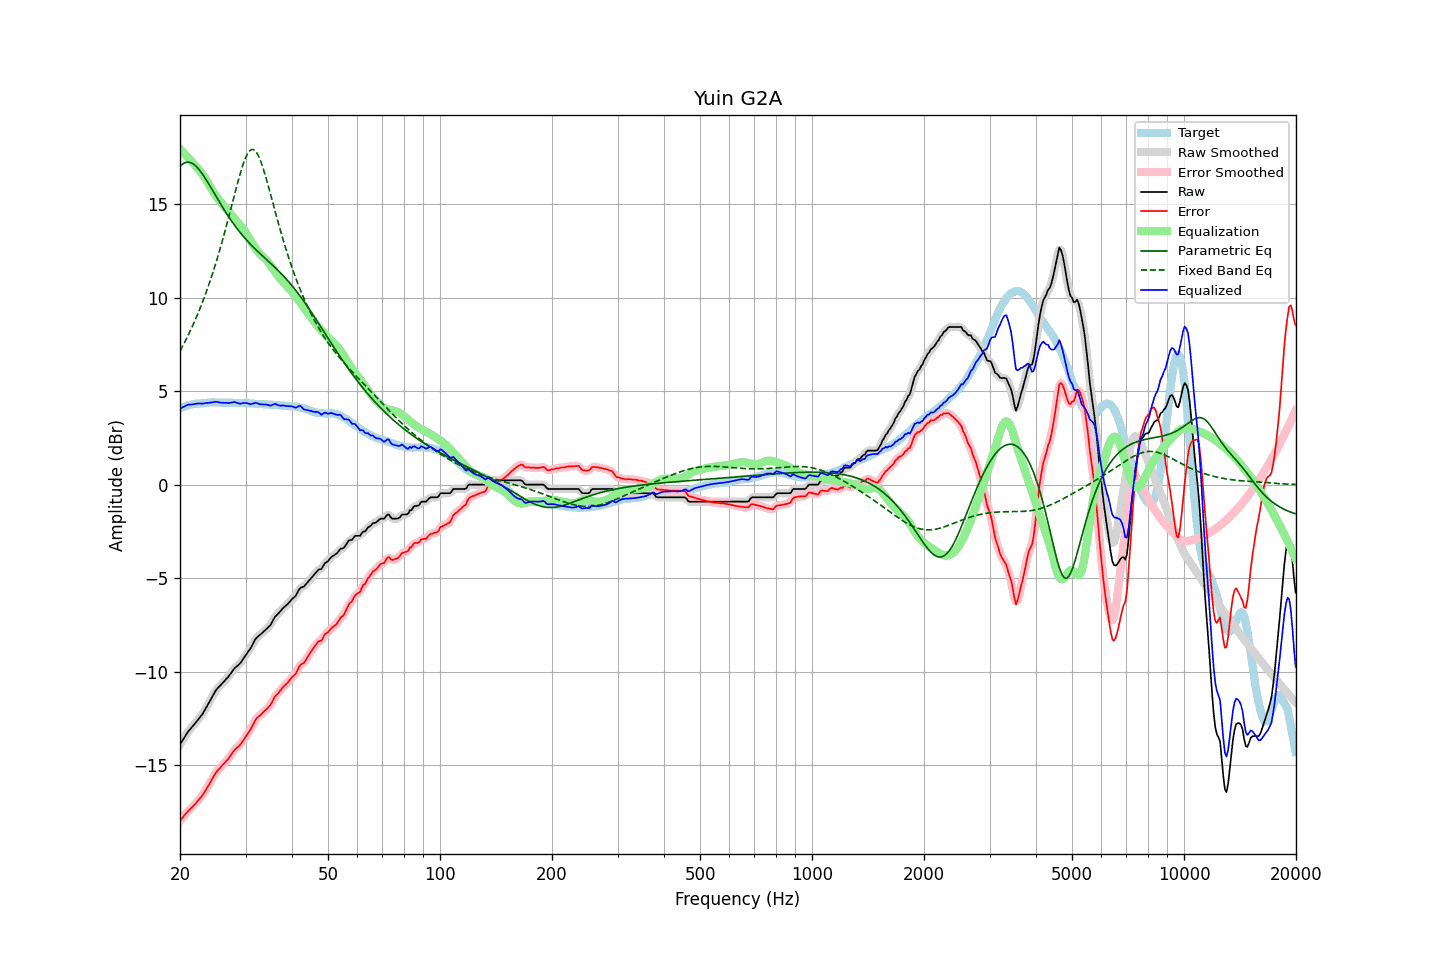 Yuin G2A
Target
Raw Smoothed
Error Smoothed
Raw
Error
Equalization
Parametric Eq
Fixed Band Eq
Equalized
Amplitude (dBr)
15
10
5
0
−5
−10
−15
20
50
100
200
500
1000
2000
5000
10000
20000
Frequency (Hz)